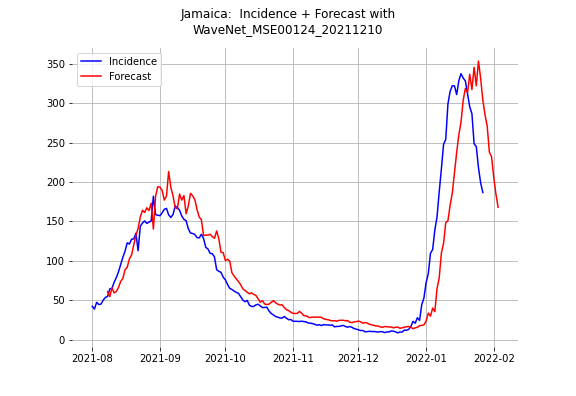 Jamaica:  Incidence + Forecast with
WaveNet_MSE00124_20211210
Incidence
Forecast
350
300
250
200
150
100
50
0
2021-08 2021-09 2021-10 2021-11 2021-12 2022-01 2022-02